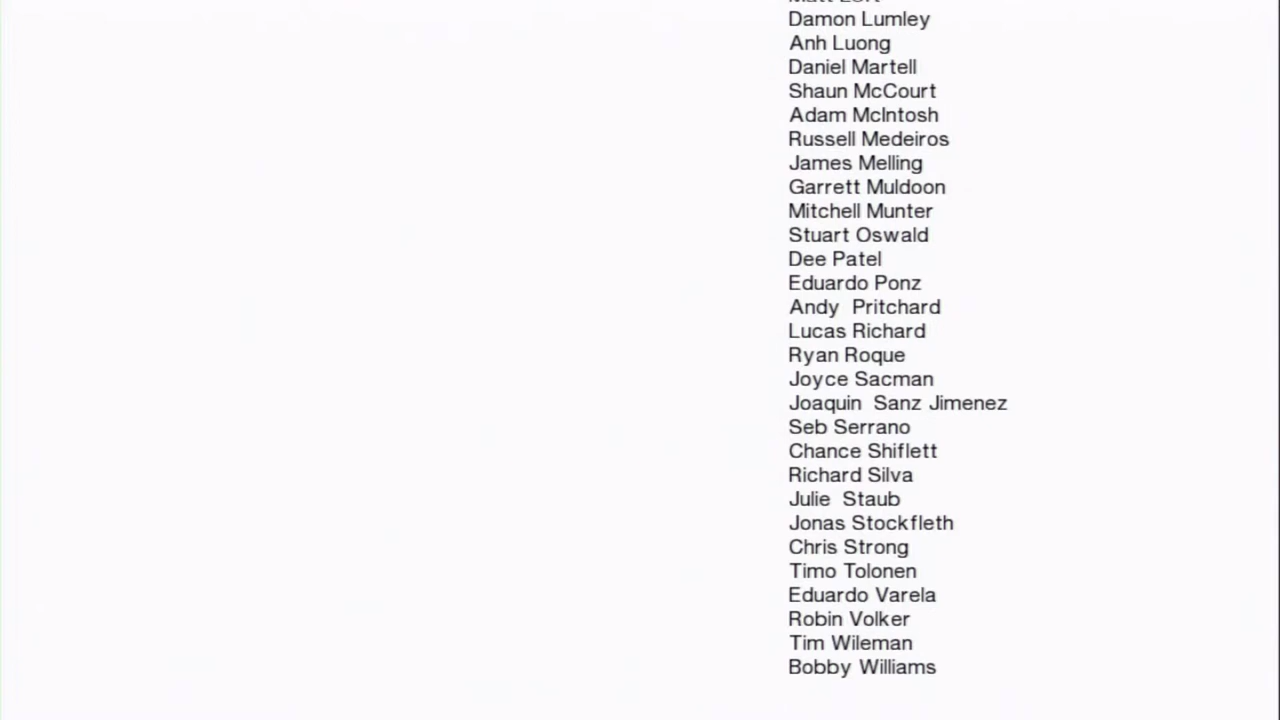 Damon Lumley
Anh Luong
Daniel Martell
Shaun McCourt
Adam McIntosh
Russell Medeiros
James Melling
Garrett Muldoon
Mitchell Munter
Stuart Oswald
Dee Patel
Eduardo Ponz
Andy  Pritchard
Lucas Richard
Ryan Roque
Joyce Sacman
Joaquin  Sanz Jimenez
Seb Serrano
Chance Shiflett
Richard Silva
Julie  Staub
Jonas Stockfleth
Chris Strong
Timo Tolonen
Eduardo Varela
Robin Volker
Tim Wileman
Bobby Williams